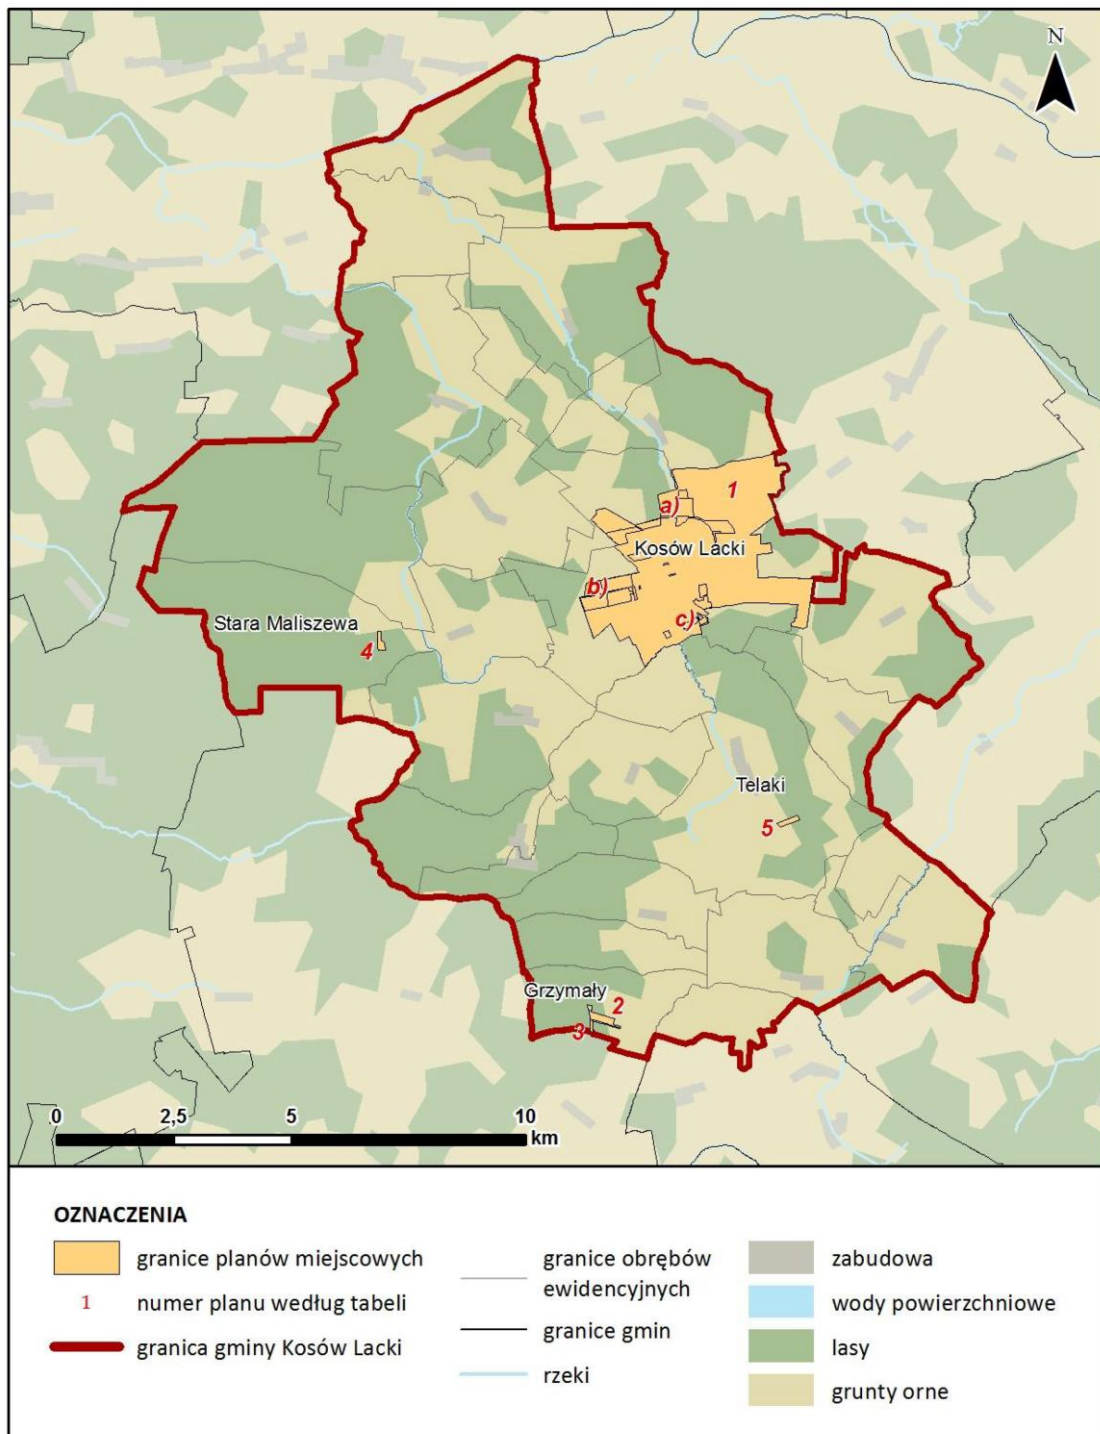 N
1
a)
Kosów Lacki
b)
c)
Stara Maliszewa
4
Telaki
5
Grzymały
2
3
0 2,5 5 10
km
OZNACZENIA
granice planów miejscowych
1 numer planu według tabeli
granica gminy Kosów Lacki
granice obrębów
ewidencyjnych
granice gmin
rzeki
zabudowa
wody powierzchniowe
lasy
grunty orne